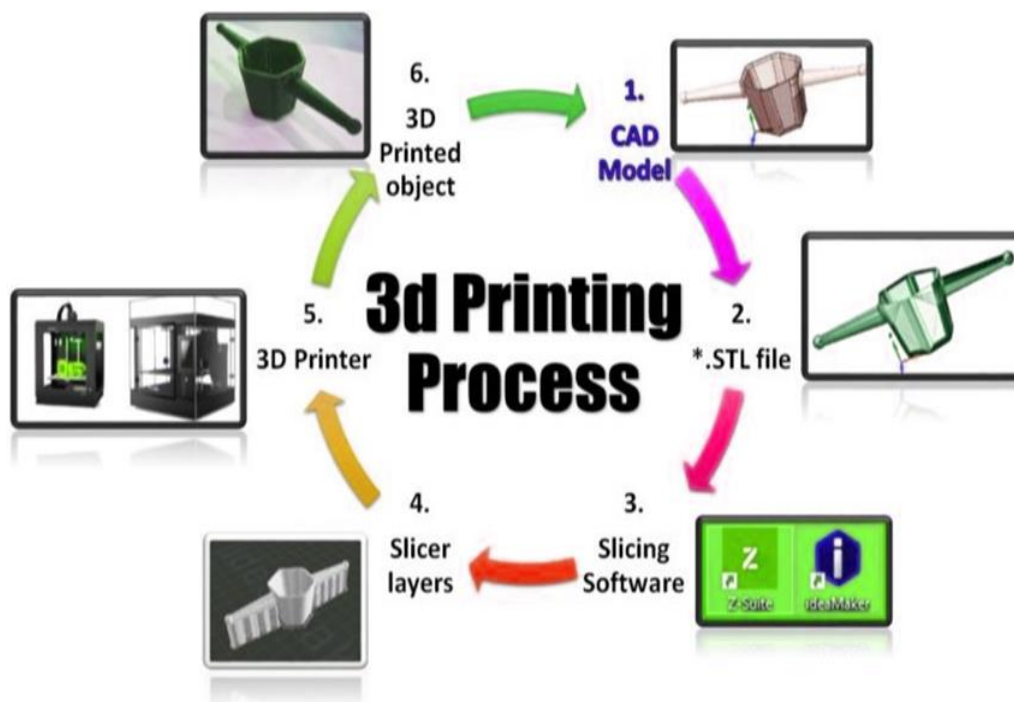 3d Printing
Process
1.
CAD
Model
2.
*.STL file
3.
Slicing
Software
Z-Suite
ideaMaker
4.
Slicer
layers
5.
3D Printer
6.
3D
Printed
object